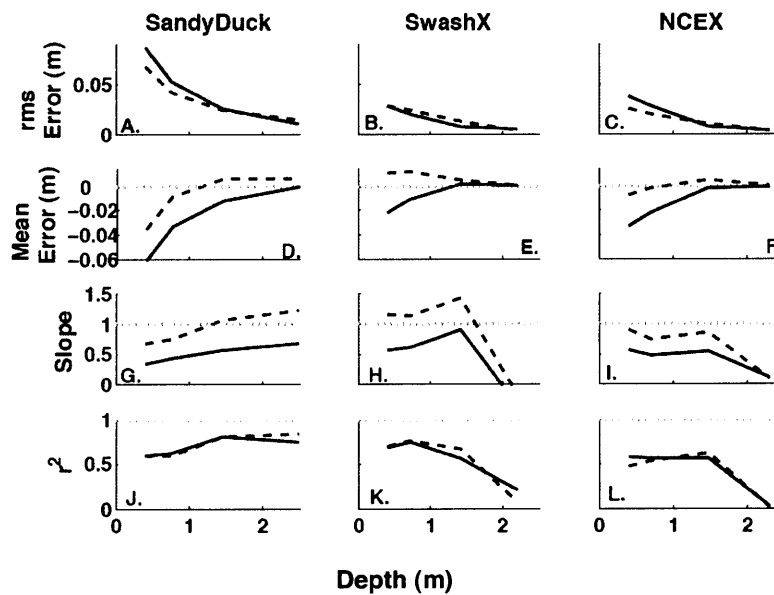 SandyDuck SwashX NCEX
rms
Error (m)
0.05
0
A. B. C.
Mean
Error (m)
0
−0.02
−0.04
−0.06
D. E. F
Slope
1.5
1
0.5
0
G. H. I.
r²
1
0.5
0
J. K. L.
0 1 2 0 1 2 0 1 2
Depth (m)